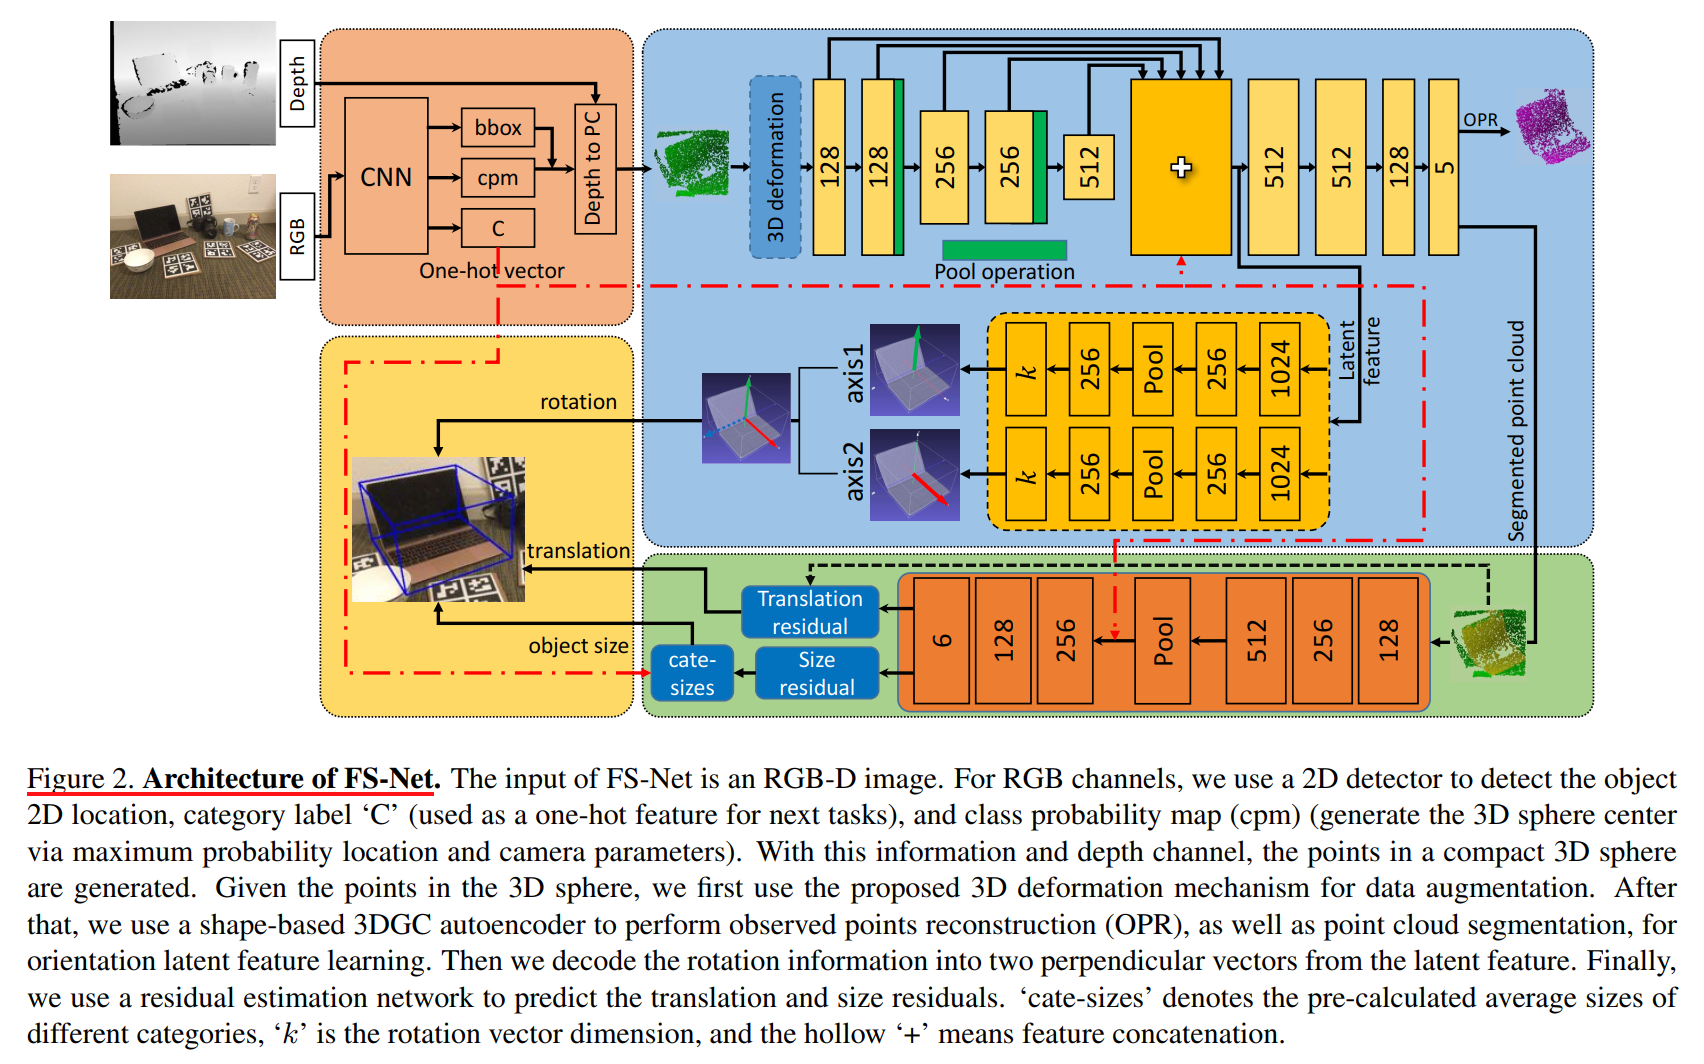 Depth
RGB
CNN
bbox
cpm
C
One-hot vector
Depth to PC
3D deformation
128
128
256
256
512
+
512
512
128
5
OPR
Pool operation
Latent
feature
Segmented point cloud
axis1
k
256
Pool
256
1024
axis2
k
256
Pool
256
1024
rotation
translation
object size
Translation
residual
cate-
sizes
Size
residual
6
128
256
Pool
512
256
128
Figure 2. Architecture of FS-Net. The input of FS-Net is an RGB-D image. For RGB channels, we use a 2D detector to detect the object
2D location, category label ‘C’ (used as a one-hot feature for next tasks), and class probability map (cpm) (generate the 3D sphere center
via maximum probability location and camera parameters). With this information and depth channel, the points in a compact 3D sphere
are generated. Given the points in the 3D sphere, we first use the proposed 3D deformation mechanism for data augmentation. After
that, we use a shape-based 3DGC autoencoder to perform observed points reconstruction (OPR), as well as point cloud segmentation, for
orientation latent feature learning. Then we decode the rotation information into two perpendicular vectors from the latent feature. Finally,
we use a residual estimation network to predict the translation and size residuals. ‘cate-sizes’ denotes the pre-calculated average sizes of
different categories, ‘k’ is the rotation vector dimension, and the hollow ‘+’ means feature concatenation.